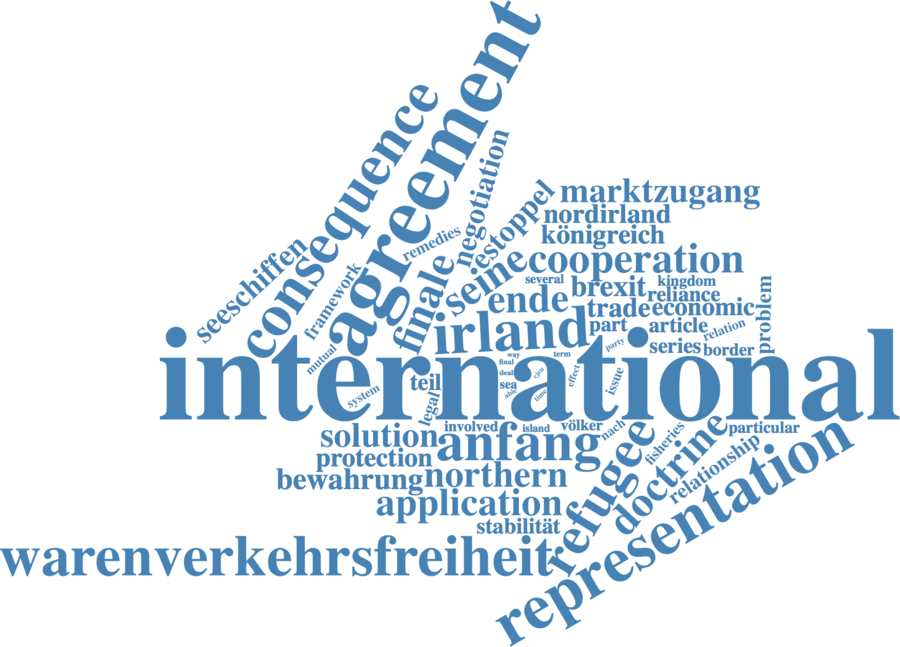 agreement
consequence
negotiation
seeschiffen
framework
remedies
estoppel
marktzugang
nordirland
königreich
finale
seine
cooperation
several
kingdom
ende
brexit
reliance
trade
economic
problem
irland
part
article
relation
party
series
border
mutual
international
way
term
final
deal
cjeu
effect
issue
sea
able
time
system
teil
legal
involved
island
völker
nach
fisheries
particular
solution
anfang
refugee
doctrine
relationship
protection
bewahrung
northern
representation
application
stabilität
warenverkehrsfreiheit